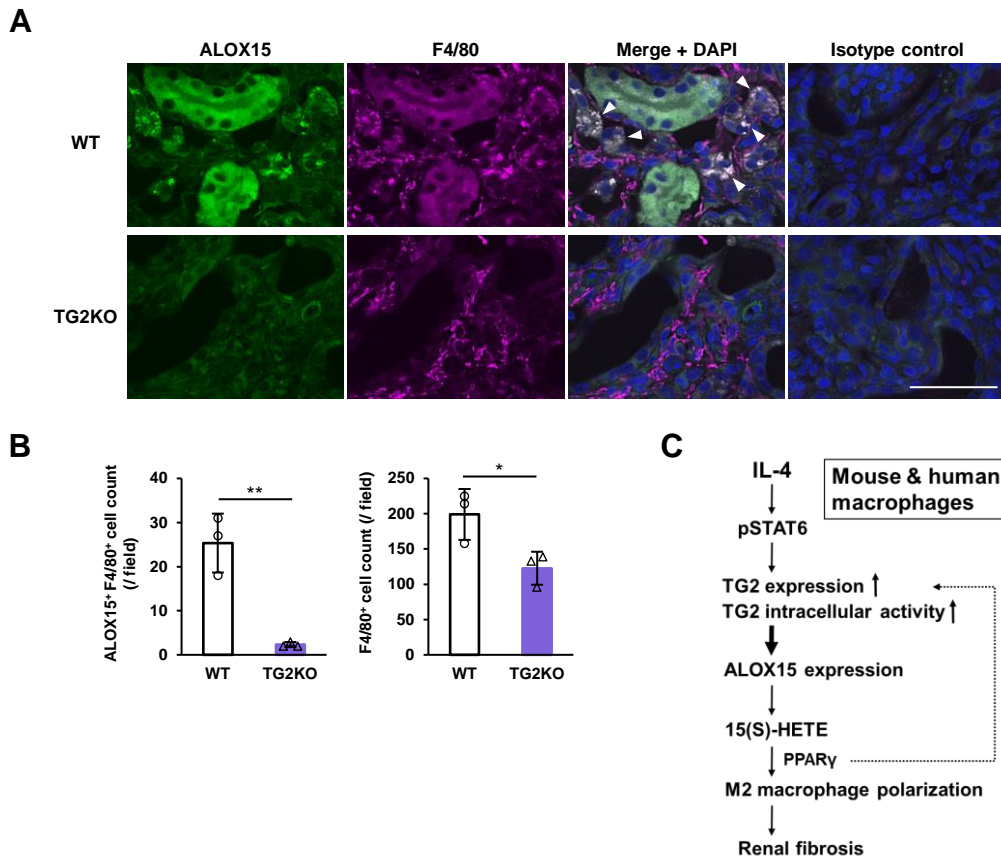 A
ALOX15 F4/80 Merge + DAPI Isotype control
WT
TG2KO
B
ALOX15⁺ F4/80⁺ cell count
(/ field)
40
30
20
10
0
**
WT TG2KO
F4/80⁺ cell count (/ field)
250
200
150
100
50
0
*
WT TG2KO
C
IL-4
Mouse & human
macrophages
pSTAT6
TG2 expression
TG2 intracellular activity
ALOX15 expression
15(S)-HETE
PPARγ
M2 macrophage polarization
Renal fibrosis